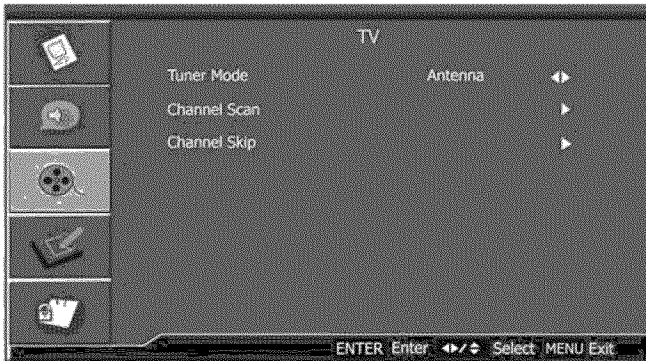 TV
Tuner Mode Antenna
Channel Scan
Channel Skip
ENTER Enter Select MENU Exit